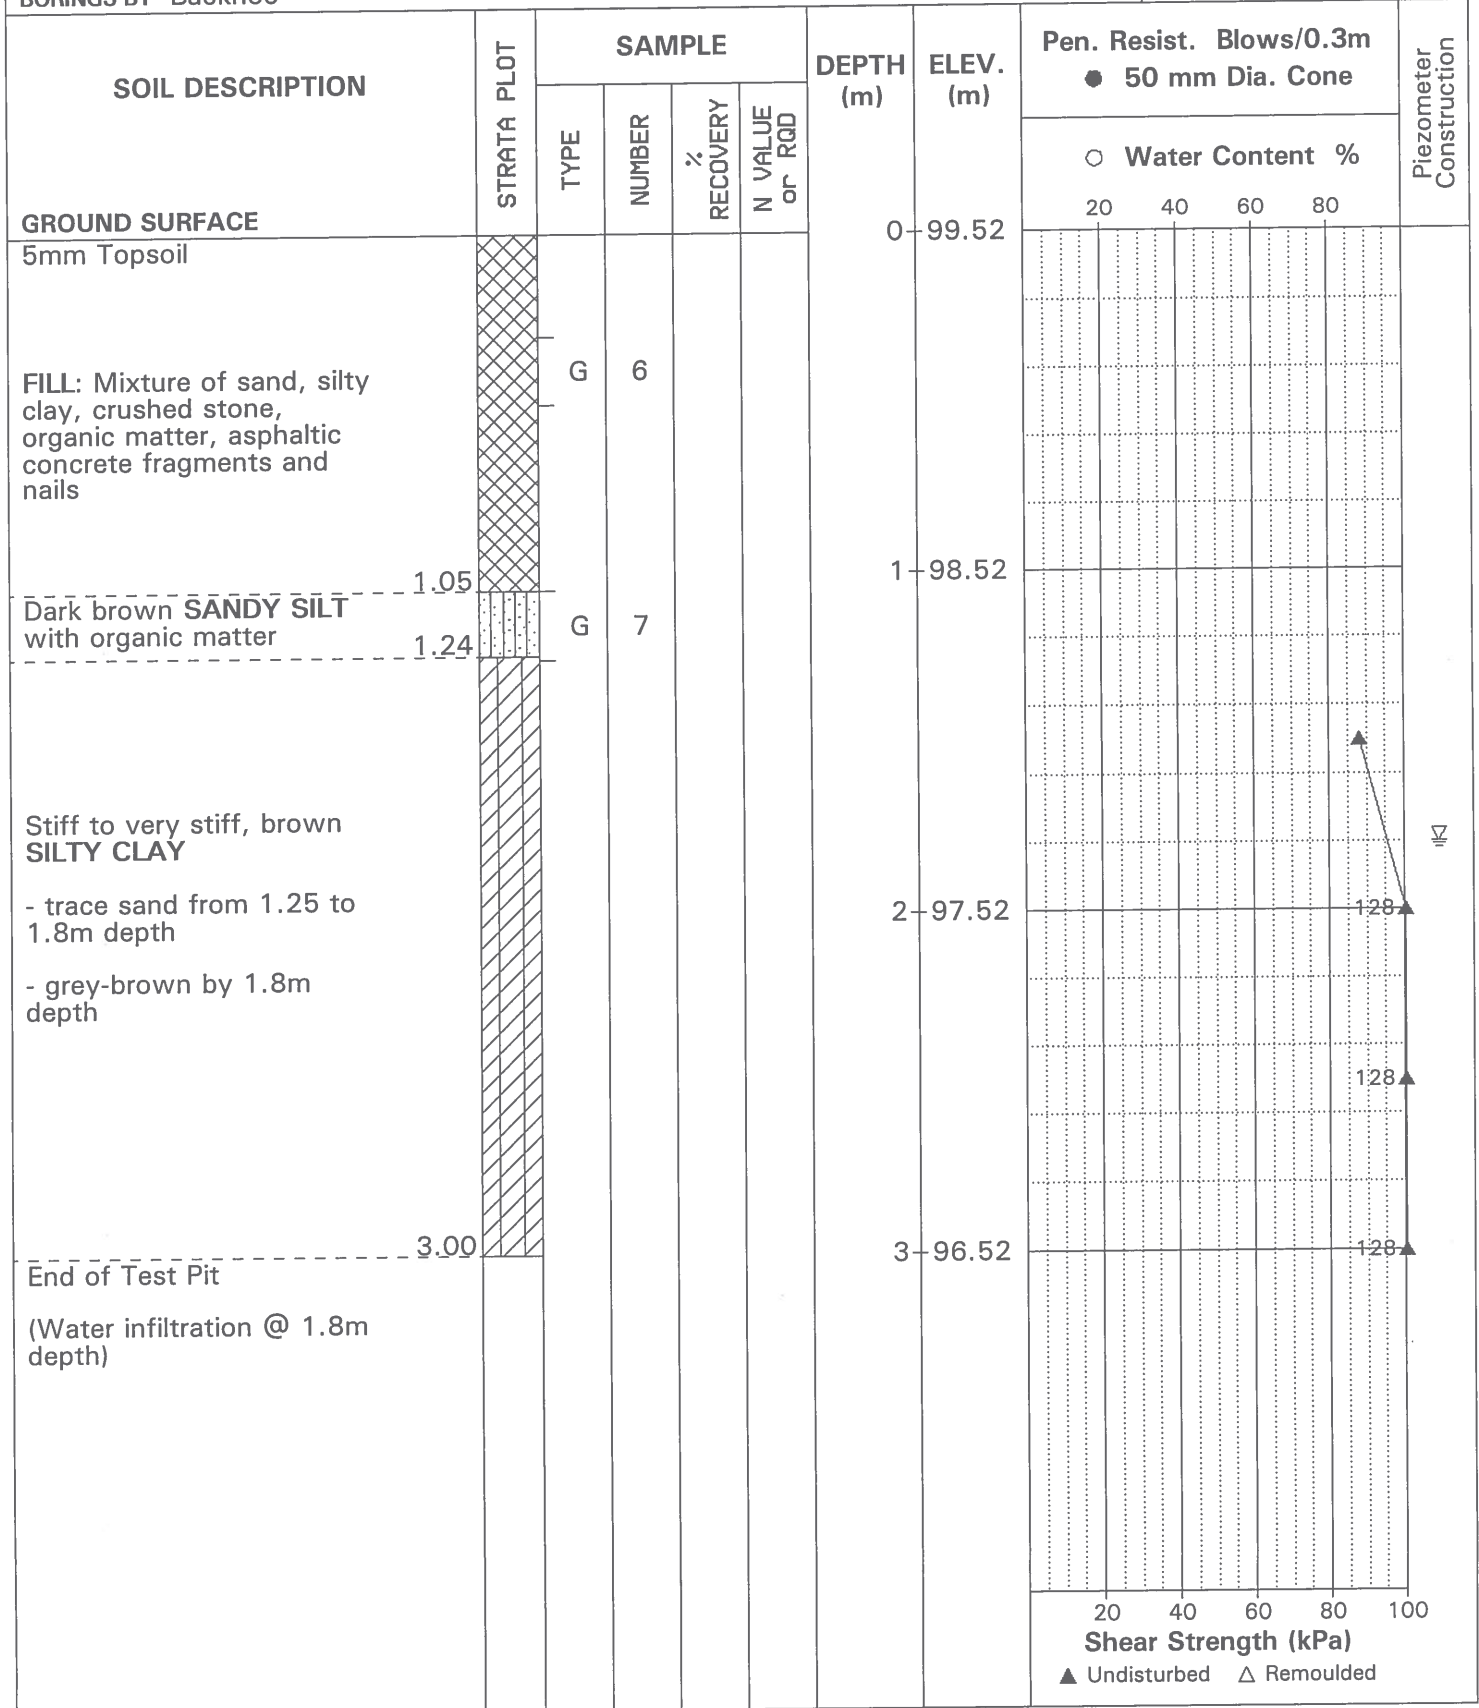 SOIL DESCRIPTION
GROUND SURFACE
STRATA PLOT
SAMPLE
TYPE
NUMBER
%
RECOVERY
N VALUE
or RQD
DEPTH
(m)
ELEV.
(m)
Pen. Resist. Blows/0.3m
● 50 mm Dia. Cone
○ Water Content %
20 40 60 80
Piezometer
Construction
0 99.52
5mm Topsoil
G 6
FILL: Mixture of sand, silty
clay, crushed stone,
organic matter, asphaltic
concrete fragments and
nails
1.05
1 98.52
Dark brown SANDY SILT
with organic matter
1.24
G 7
Stiff to very stiff, brown
SILTY CLAY
- trace sand from 1.25 to
1.8m depth
- grey-brown by 1.8m
depth
2 97.52
128
128
3.00
3 96.52
128
End of Test Pit
(Water infiltration @ 1.8m
depth)
20 40 60 80 100
Shear Strength (kPa)
▲ Undisturbed △ Remoulded